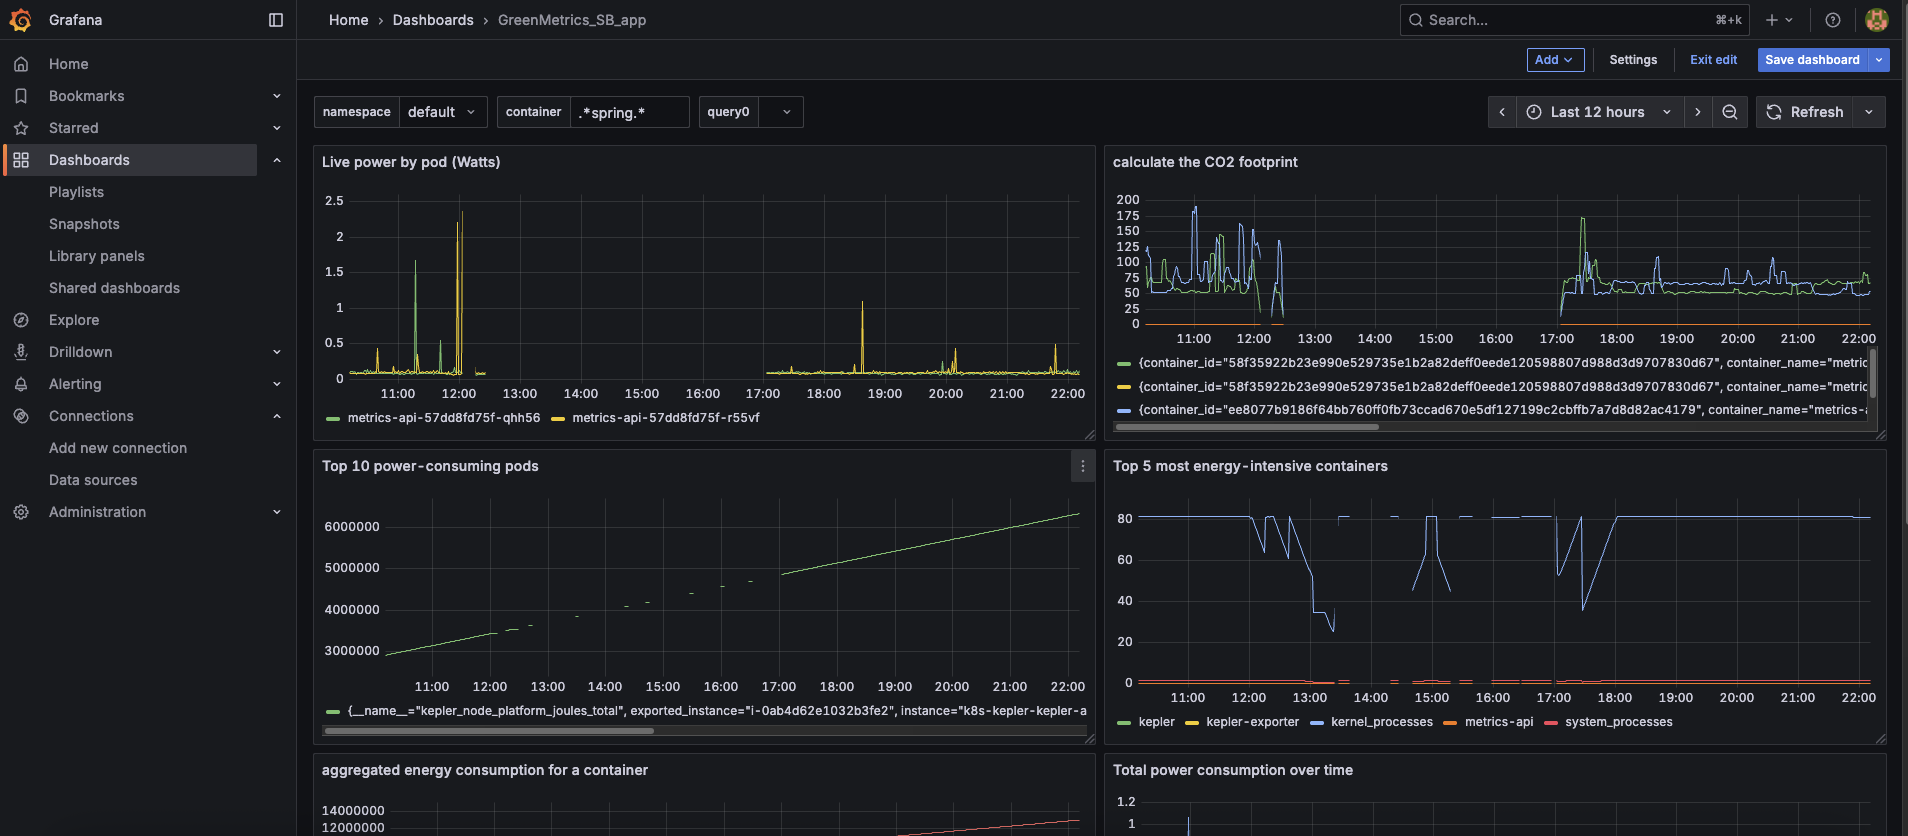 Grafana
Home › Dashboards › GreenMetrics_SB_app
Search...
⌘+k
Home
Bookmarks
Starred
Dashboards
Playlists
Snapshots
Library panels
Shared dashboards
Explore
Drilldown
Alerting
Connections
Add new connection
Data sources
Administration
Add
Settings
Exit edit
Save dashboard
namespace default
container .*spring.*
query0
Last 12 hours
Refresh
Live power by pod (Watts)
2.5
2
1.5
1
0.5
0
11:00 12:00 13:00 14:00 15:00 16:00 17:00 18:00 19:00 20:00 21:00 22:00
metrics-api-57dd8fd75f-qhh56 metrics-api-57dd8fd75f-r55vf
calculate the CO2 footprint
200
175
150
125
100
75
50
25
0
11:00 12:00 13:00 14:00 15:00 16:00 17:00 18:00 19:00 20:00 21:00 22:00
{container_id="58f35922b23e990e529735e1b2a82deff0eede120598807d988d3d9707830d67", container_name="metric
{container_id="58f35922b23e990e529735e1b2a82deff0eede120598807d988d3d9707830d67", container_name="metric
{container_id="ee8077b9186f64bb760ff0fb73ccad670e5df127199c2cbffb7a7d8d82ac4179", container_name="metrics-a
Top 10 power-consuming pods
6000000
5000000
4000000
3000000
11:00 12:00 13:00 14:00 15:00 16:00 17:00 18:00 19:00 20:00 21:00 22:00
{__name__="kepler_node_platform_joules_total", exported_instance="i-0ab4d62e1032b3fe2", instance="k8s-kepler-kepler-a
Top 5 most energy-intensive containers
80
60
40
20
0
11:00 12:00 13:00 14:00 15:00 16:00 17:00 18:00 19:00 20:00 21:00 22:00
kepler kepler-exporter kernel_processes metrics-api system_processes
aggregated energy consumption for a container
14000000
12000000
Total power consumption over time
1.2
1